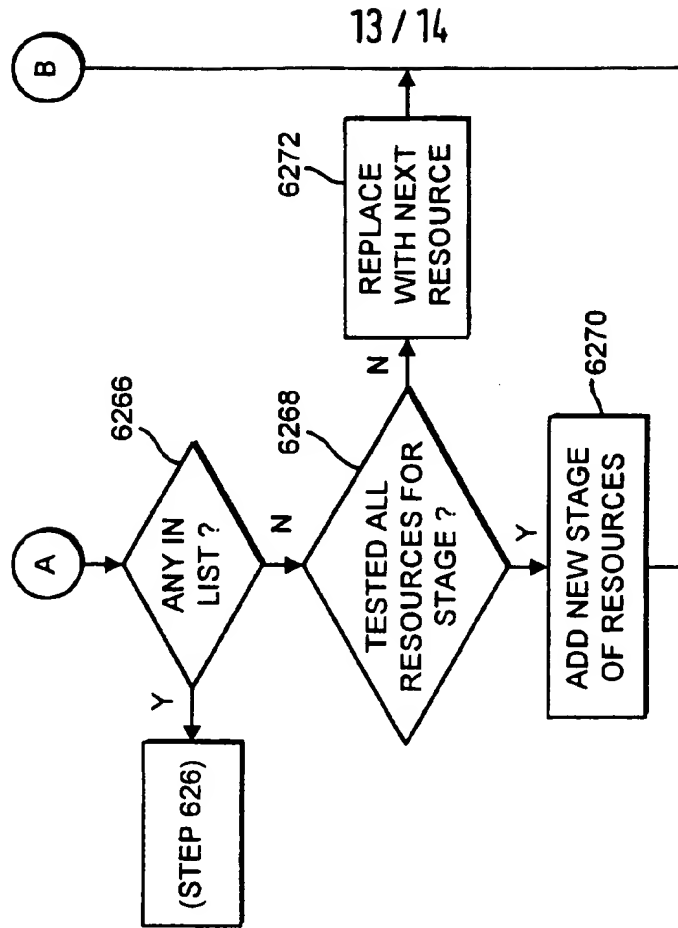 13 / 14
A
B
6266
ANY IN
LIST ?
Y
N
(STEP 626)
6268
TESTED ALL
RESOURCES FOR
STAGE ?
N
Y
6272
REPLACE
WITH NEXT
RESOURCE
6270
ADD NEW STAGE
OF RESOURCES